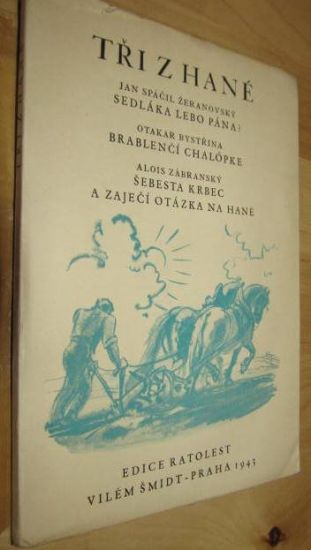 TŘI Z HANÉ
JAN SPÁČIL ŽERANOVSKÝ
SEDLÁKA LEBO PÁNA?
OTAKAR BYSTŘINA
BRABLENČÍ CHALÓPKE
ALOIS ZÁBRANSKÝ
ŠEBESTA KRBEC
A ZAJEČÍ OTÁZKA NA HANÉ
EDICE RATOLEST
VILÉM ŠMIDT-PRAHA 1943